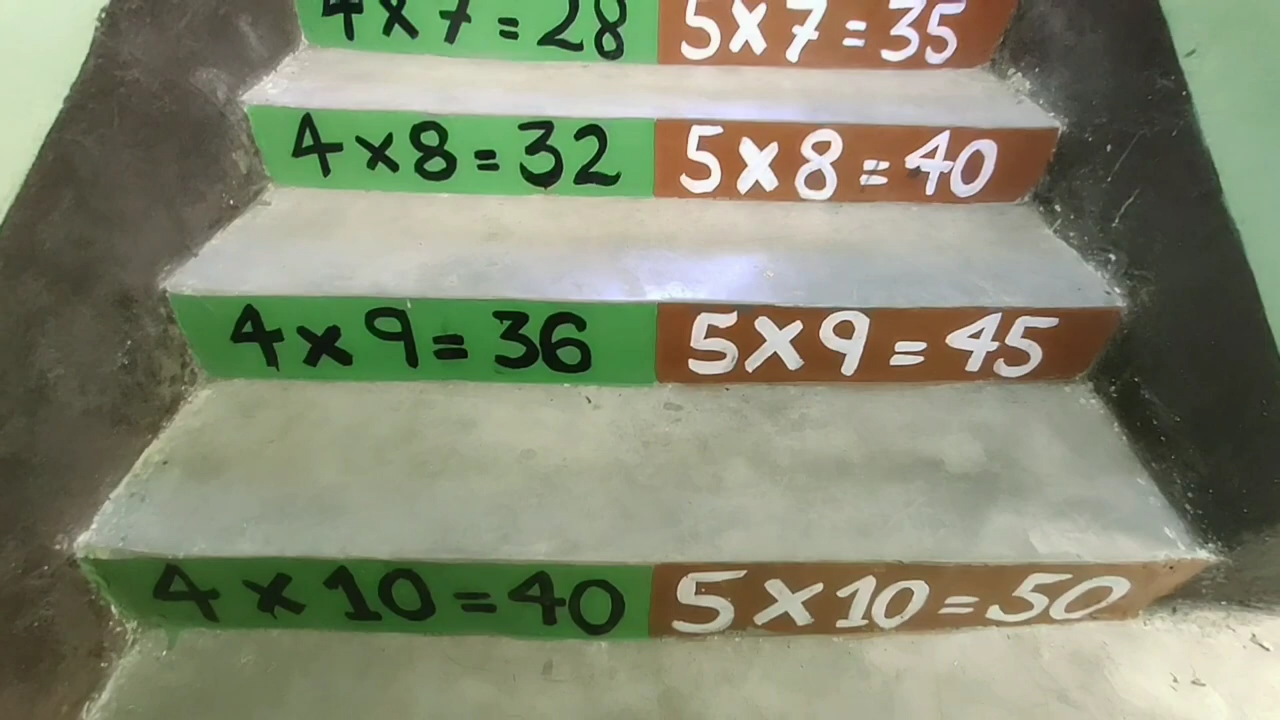 4 x 7 = 28 5 x 7 = 35
4 x 8 = 32 5 x 8 = 40
4 x 9 = 36 5 x 9 = 45
4 x 10 = 40 5 x 10 = 50